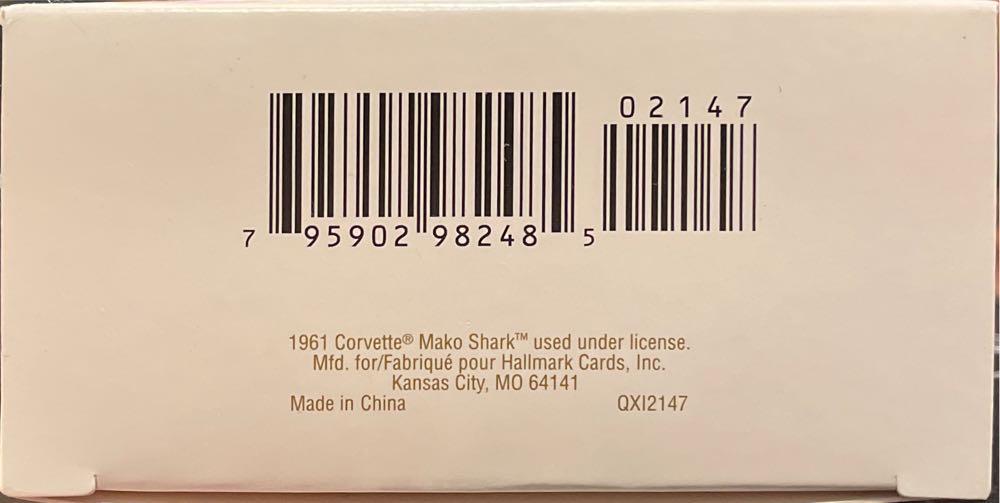 02147
7 95902 98248 5
1961 Corvette® Mako Shark™ used under license.
Mfd. for/Fabriqué pour Hallmark Cards, Inc.
Kansas City, MO 64141
Made in China QXI2147